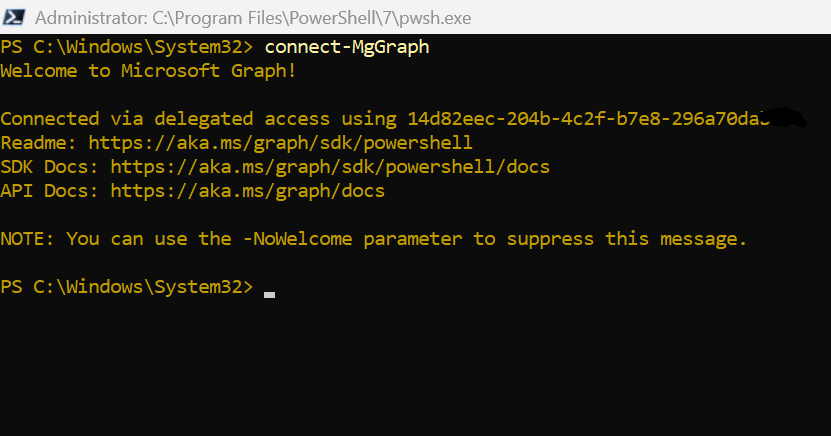 Administrator: C:\Program Files\PowerShell\7\pwsh.exe
PS C:\Windows\System32> connect-MgGraph
Welcome to Microsoft Graph!
Connected via delegated access using 14d82eec-204b-4c2f-b7e8-296a70da
Readme: https://aka.ms/graph/sdk/powershell
SDK Docs: https://aka.ms/graph/sdk/powershell/docs
API Docs: https://aka.ms/graph/docs
NOTE: You can use the -NoWelcome parameter to suppress this message.
PS C:\Windows\System32>